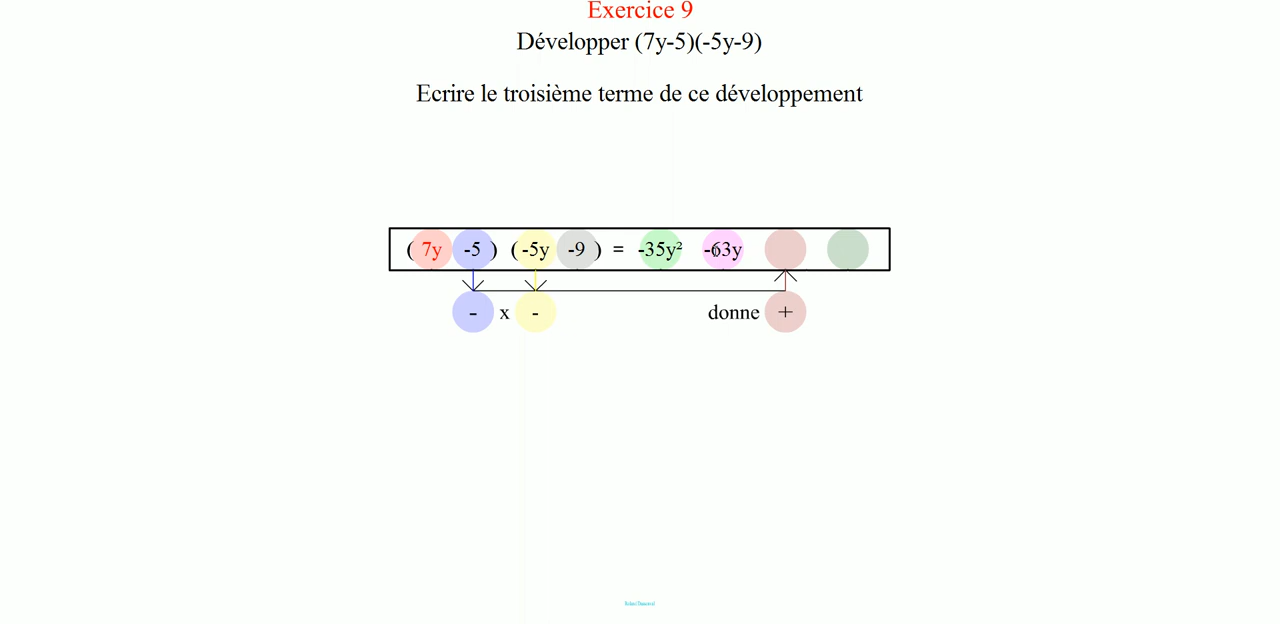 Exercice 9
Développer (7y-5)(-5y-9)
Ecrire le troisième terme de ce développement
( 7y -5 ) ( -5y -9 ) = -35y² -63y
- x - donne +